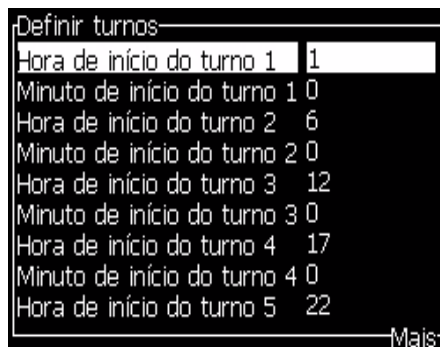 Definir turnos
Hora de início do turno 1 1
Minuto de início do turno 1 0
Hora de início do turno 2 6
Minuto de início do turno 2 0
Hora de início do turno 3 12
Minuto de início do turno 3 0
Hora de início do turno 4 17
Minuto de início do turno 4 0
Hora de início do turno 5 22
Mais